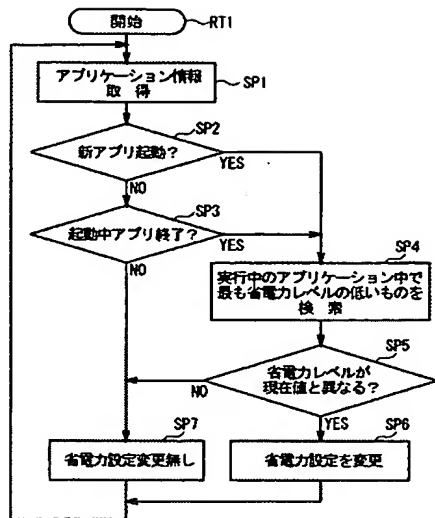 開始
RT1
アプリケーション情報
取得
SP1
新アプリ起動?
SP2
YES
NO
起動中アプリ終了?
SP3
YES
NO
SP4
実行中のアプリケーション中で
最も省電力レベルの低いものを
検索
SP5
省電力レベルが
現在値と異なる?
NO
YES
SP7
省電力設定変更無し
SP6
省電力設定を変更